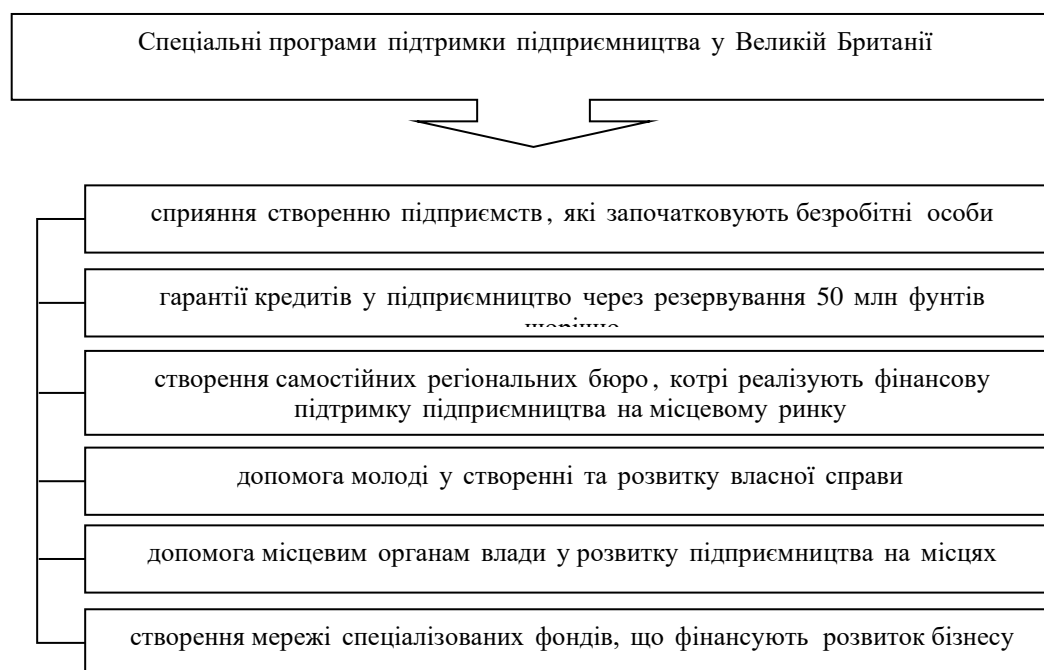 Спеціальні програми підтримки підприємництва у Великій Британії
сприяння створенню підприємств, які започатковують безробітні особи
гарантії кредитів у підприємництво через резервування 50 млн фунтів
створення самостійних регіональних бюро, котрі реалізують фінансову
підтримку підприємництва на місцевому ринку
допомога молоді у створенні та розвитку власної справи
допомога місцевим органам влади у розвитку підприємництва на місцях
створення мережі спеціалізованих фондів, що фінансують розвиток бізнесу